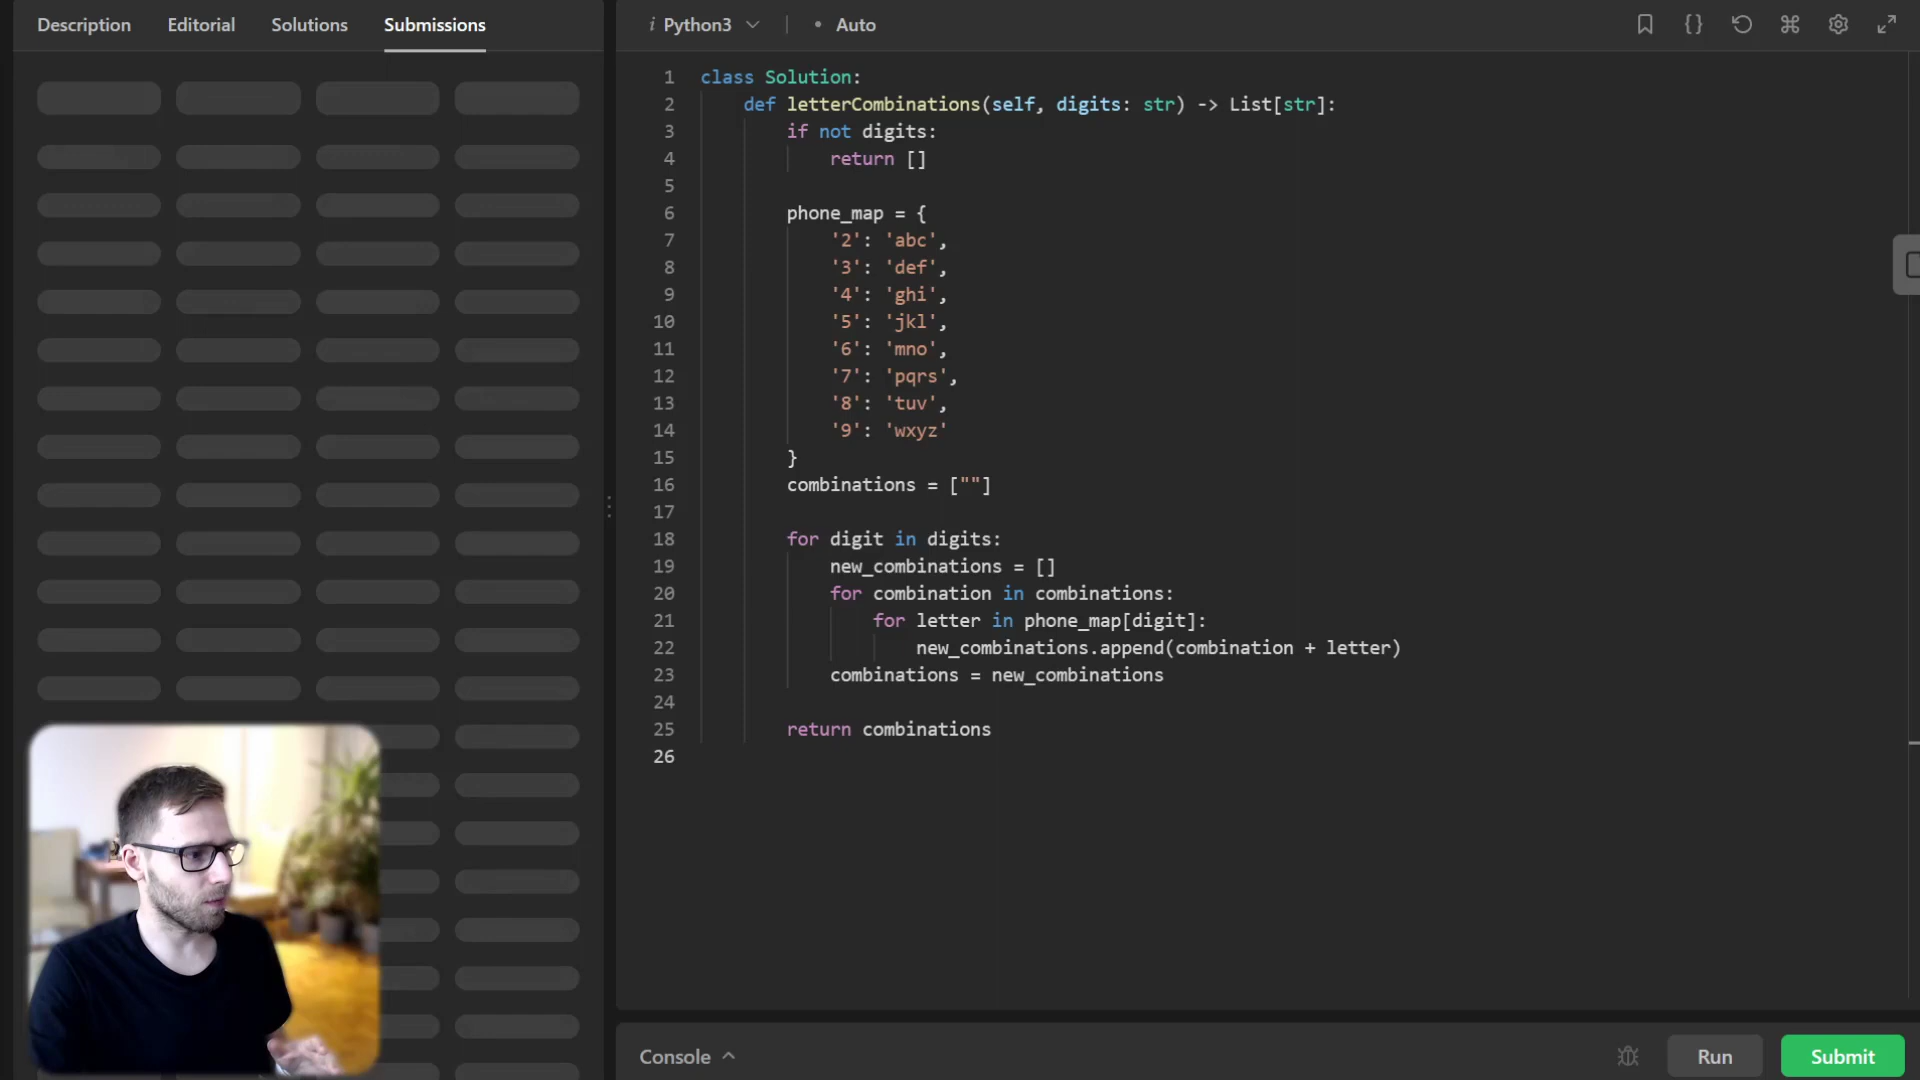 Description Editorial Solutions Submissions
i Python3 • Auto
1 class Solution:
2 def letterCombinations(self, digits: str) -> List[str]:
3 if not digits:
4 return []
5
6 phone_map = {
7 '2': 'abc',
8 '3': 'def',
9 '4': 'ghi',
10 '5': 'jkl',
11 '6': 'mno',
12 '7': 'pqrs',
13 '8': 'tuv',
14 '9': 'wxyz'
15 }
16 combinations = [""]
17
18 for digit in digits:
19 new_combinations = []
20 for combination in combinations:
21 for letter in phone_map[digit]:
22 new_combinations.append(combination + letter)
23 combinations = new_combinations
24
25 return combinations
26
Console Run Submit